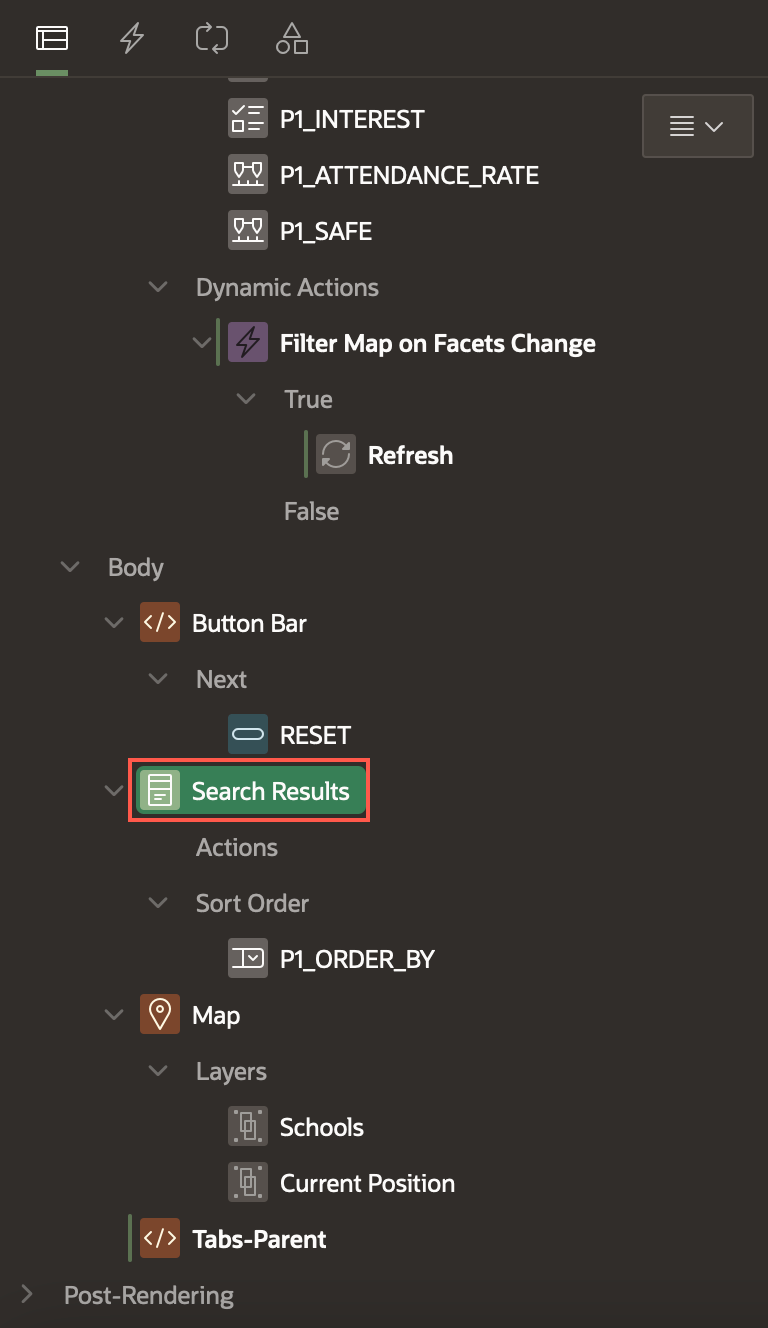 P1_INTEREST
P1_ATTENDANCE_RATE
P1_SAFE
Dynamic Actions
Filter Map on Facets Change
True
Refresh
False
Body
Button Bar
Next
RESET
Search Results
Actions
Sort Order
P1_ORDER_BY
Map
Layers
Schools
Current Position
Tabs-Parent
Post-Rendering